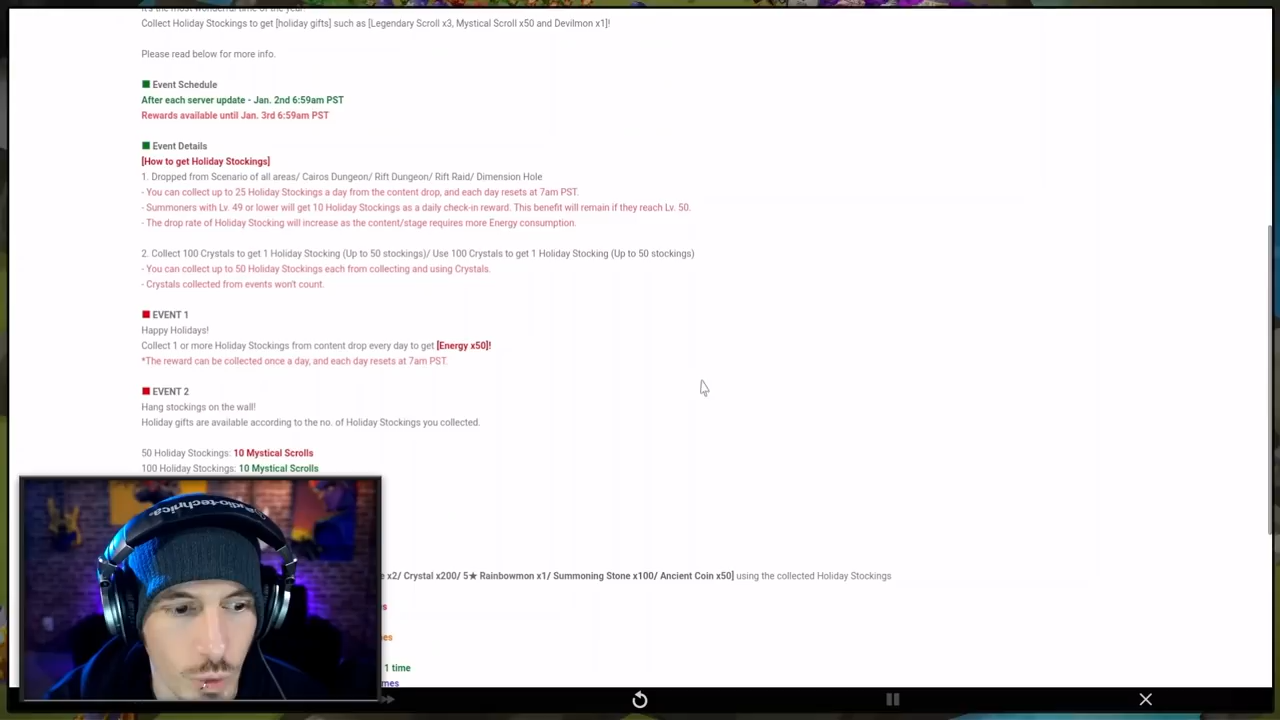 Collect Holiday Stockings to get [holiday gifts] such as [Legendary Scroll x3, Mystical Scroll x50 and Devilmon x1]!
Please read below for more info.
Event Schedule
After each server update - Jan. 2nd 6:59am PST
Rewards available until Jan. 3rd 6:59am PST
Event Details
[How to get Holiday Stockings]
1. Dropped from Scenario of all areas/ Cairos Dungeon/ Rift Dungeon/ Rift Raid/ Dimension Hole
- You can collect up to 25 Holiday Stockings a day from the content drop, and each day resets at 7am PST.
- Summoners with Lv. 49 or lower will get 10 Holiday Stockings as a daily check-in reward. This benefit will remain if they reach Lv. 50.
- The drop rate of Holiday Stocking will increase as the content/stage requires more Energy consumption.
2. Collect 100 Crystals to get 1 Holiday Stocking (Up to 50 stockings)/ Use 100 Crystals to get 1 Holiday Stocking (Up to 50 stockings)
- You can collect up to 50 Holiday Stockings each from collecting and using Crystals.
- Crystals collected from events won't count.
EVENT 1
Happy Holidays!
Collect 1 or more Holiday Stockings from content drop every day to get [Energy x50]!
*The reward can be collected once a day, and each day resets at 7am PST.
EVENT 2
Hang stockings on the wall!
Holiday gifts are available according to the no. of Holiday Stockings you collected.
50 Holiday Stockings: 10 Mystical Scrolls
100 Holiday Stockings: 10 Mystical Scrolls
audio-technica
x2/ Crystal x200/ 5★ Rainbowmon x1/ Summoning Stone x100/ Ancient Coin x50] using the collected Holiday Stockings
1 time